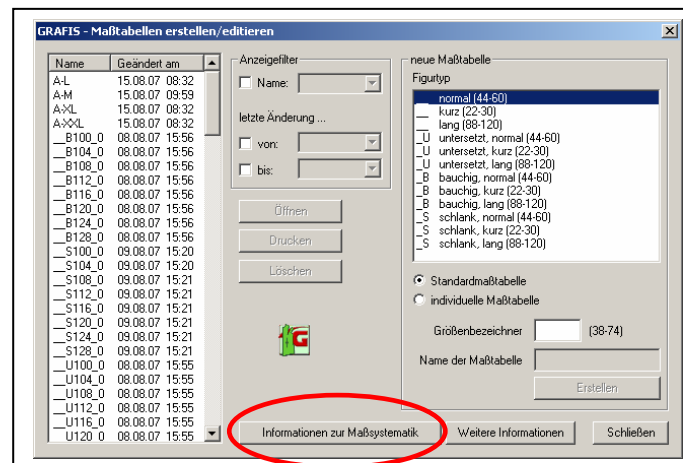 GRAFIS - Maßtabellen erstellen/editieren
Name Geändert am
A-L 15.08.07 08:32
A-M 15.08.07 09:59
A-XL 15.08.07 08:32
A-XXL 15.08.07 08:32
__B100_0 08.08.07 15:56
__B104_0 08.08.07 15:56
__B108_0 08.08.07 15:56
__B112_0 08.08.07 15:56
__B116_0 08.08.07 15:56
__B120_0 08.08.07 15:56
__B124_0 08.08.07 15:56
__B128_0 08.08.07 15:56
__S100_0 09.08.07 15:20
__S104_0 09.08.07 15:20
__S108_0 09.08.07 15:21
__S112_0 09.08.07 15:21
__S116_0 09.08.07 15:21
__S120_0 09.08.07 15:21
__S124_0 09.08.07 15:21
__S128_0 09.08.07 15:21
__U100_0 08.08.07 15:55
__U104_0 08.08.07 15:55
__U108_0 08.08.07 15:55
__U112_0 08.08.07 15:55
__U116_0 08.08.07 15:55
__U120_0 08.08.07 15:55
Anzeigefilter
Name:
letzte Änderung ...
von:
bis:
Öffnen
Drucken
Löschen
G
neue Maßtabelle
Figurtyp
__ normal (44-60)
__ kurz (22-30)
__ lang (88-120)
_U untersetzt, normal (44-60)
_U untersetzt, kurz (22-30)
_U untersetzt, lang (88-120)
_B bauchig, normal (44-60)
_B bauchig, kurz (22-30)
_B bauchig, lang (88-120)
_S schlank, normal (44-60)
_S schlank, kurz (22-30)
_S schlank, lang (88-120)
Standardmaßtabelle
individuelle Maßtabelle
Größenbezeichner (38-74)
Name der Maßtabelle
Erstellen
Informationen zur Maßsystematik Weitere Informationen Schließen